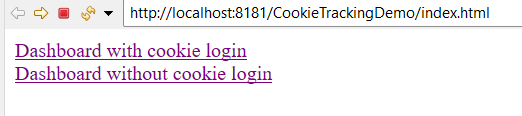 http://localhost:8181/CookieTrackingDemo/index.html
Dashboard with cookie login
Dashboard without cookie login